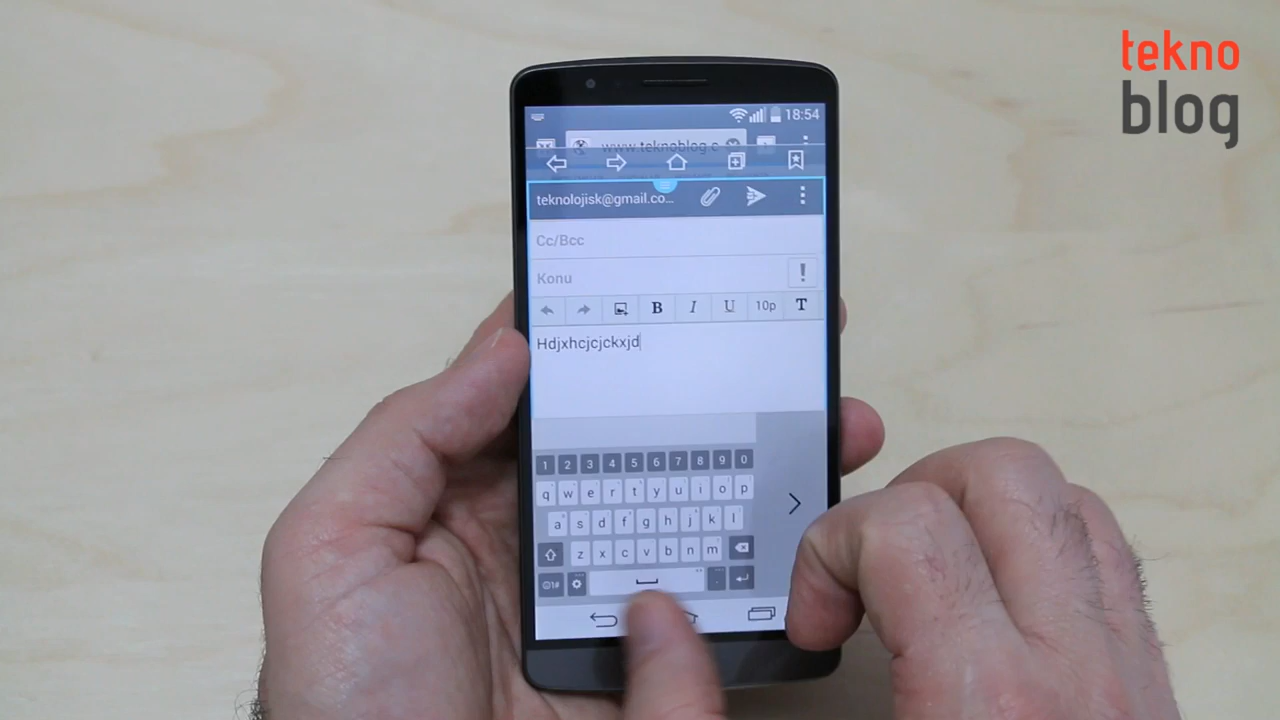 tekno
blog
18:54
www.teknoblog.c
teknolojisk@gmail.co...
Cc/Bcc
Konu
!
B I U 10p T
Hdjxhcjcjckxjd
1 2 3 4 5 6 7 8 9 0
q w e r t y u i o p
a s d f g h j k l
z x c v b n m
☺1# .